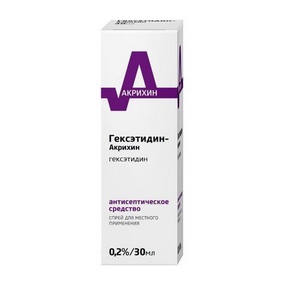 АКРИХИН
Гексэтидин-
Акрихин
гексэтидин
антисептическое
средство
СПРЕЙ ДЛЯ МЕСТНОГО
ПРИМЕНЕНИЯ
0,2%/30мл